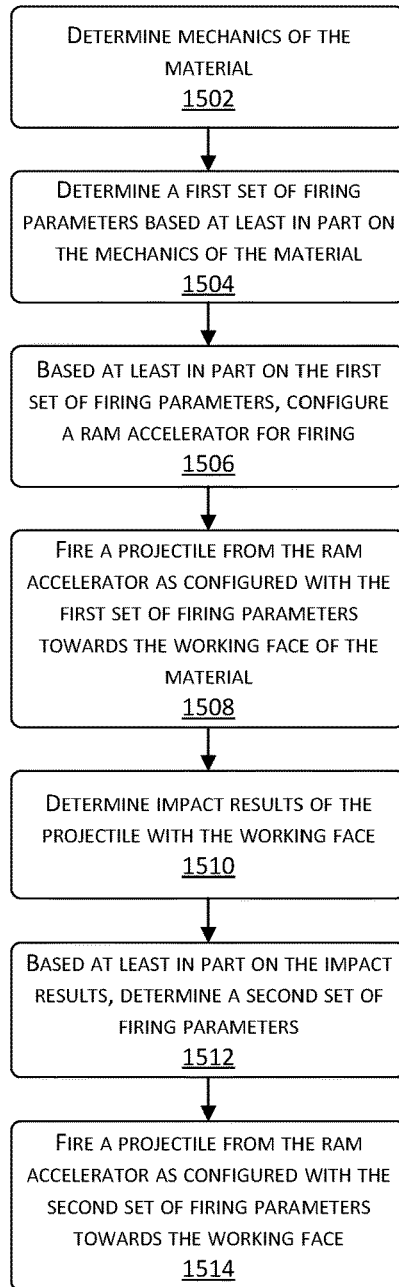 DETERMINE MECHANICS OF THE
MATERIAL
1502
DETERMINE A FIRST SET OF FIRING
PARAMETERS BASED AT LEAST IN PART ON
THE MECHANICS OF THE MATERIAL
1504
BASED AT LEAST IN PART ON THE FIRST
SET OF FIRING PARAMETERS, CONFIGURE
A RAM ACCELERATOR FOR FIRING
1506
FIRE A PROJECTILE FROM THE RAM
ACCELERATOR AS CONFIGURED WITH THE
FIRST SET OF FIRING PARAMETERS
TOWARDS THE WORKING FACE OF THE
MATERIAL
1508
DETERMINE IMPACT RESULTS OF THE
PROJECTILE WITH THE WORKING FACE
1510
BASED AT LEAST IN PART ON THE IMPACT
RESULTS, DETERMINE A SECOND SET OF
FIRING PARAMETERS
1512
FIRE A PROJECTILE FROM THE RAM
ACCELERATOR AS CONFIGURED WITH THE
SECOND SET OF FIRING PARAMETERS
TOWARDS THE WORKING FACE
1514